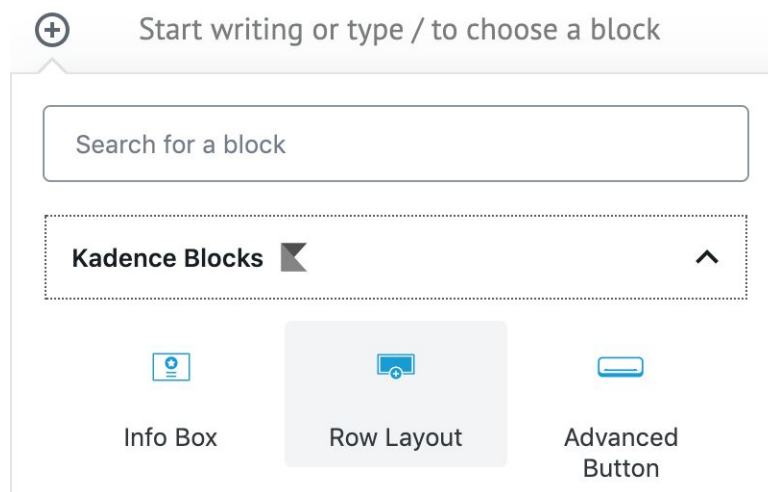 Start writing or type / to choose a block
Search for a block
Kadence Blocks
Info Box
Row Layout
Advanced
Button